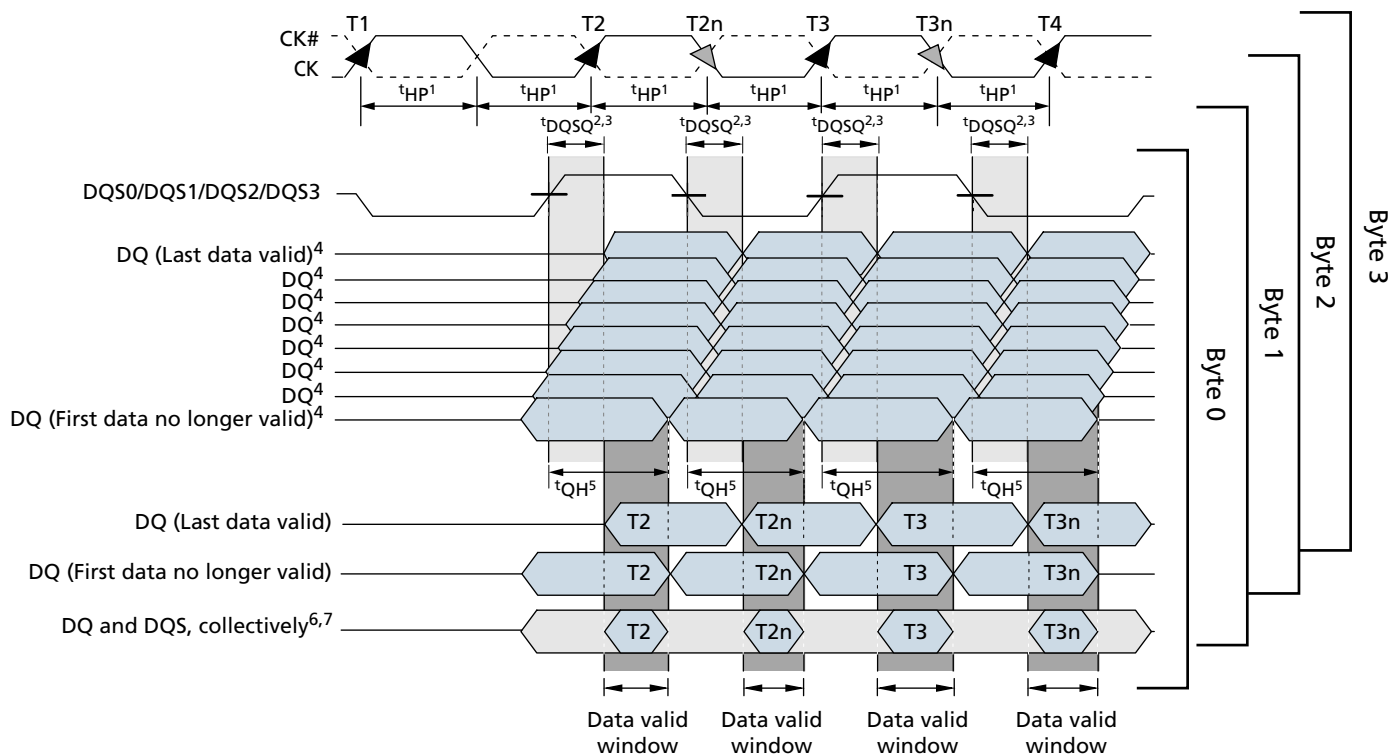 T1 T2 T2n T3 T3n T4
CK#
CK
tHP1 tHP1 tHP1 tHP1 tHP1 tHP1
tDQSQ2,3 tDQSQ2,3 tDQSQ2,3 tDQSQ2,3
DQS0/DQS1/DQS2/DQS3
DQ (Last data valid)4
DQ4
DQ4
DQ4
DQ4
DQ4
DQ4
DQ (First data no longer valid)4
tQH5 tQH5 tQH5 tQH5
DQ (Last data valid) T2 T2n T3 T3n
DQ (First data no longer valid) T2 T2n T3 T3n
DQ and DQS, collectively6,7 T2 T2n T3 T3n
Data valid window
Data valid window
Data valid window
Data valid window
Byte 0
Byte 1
Byte 2
Byte 3